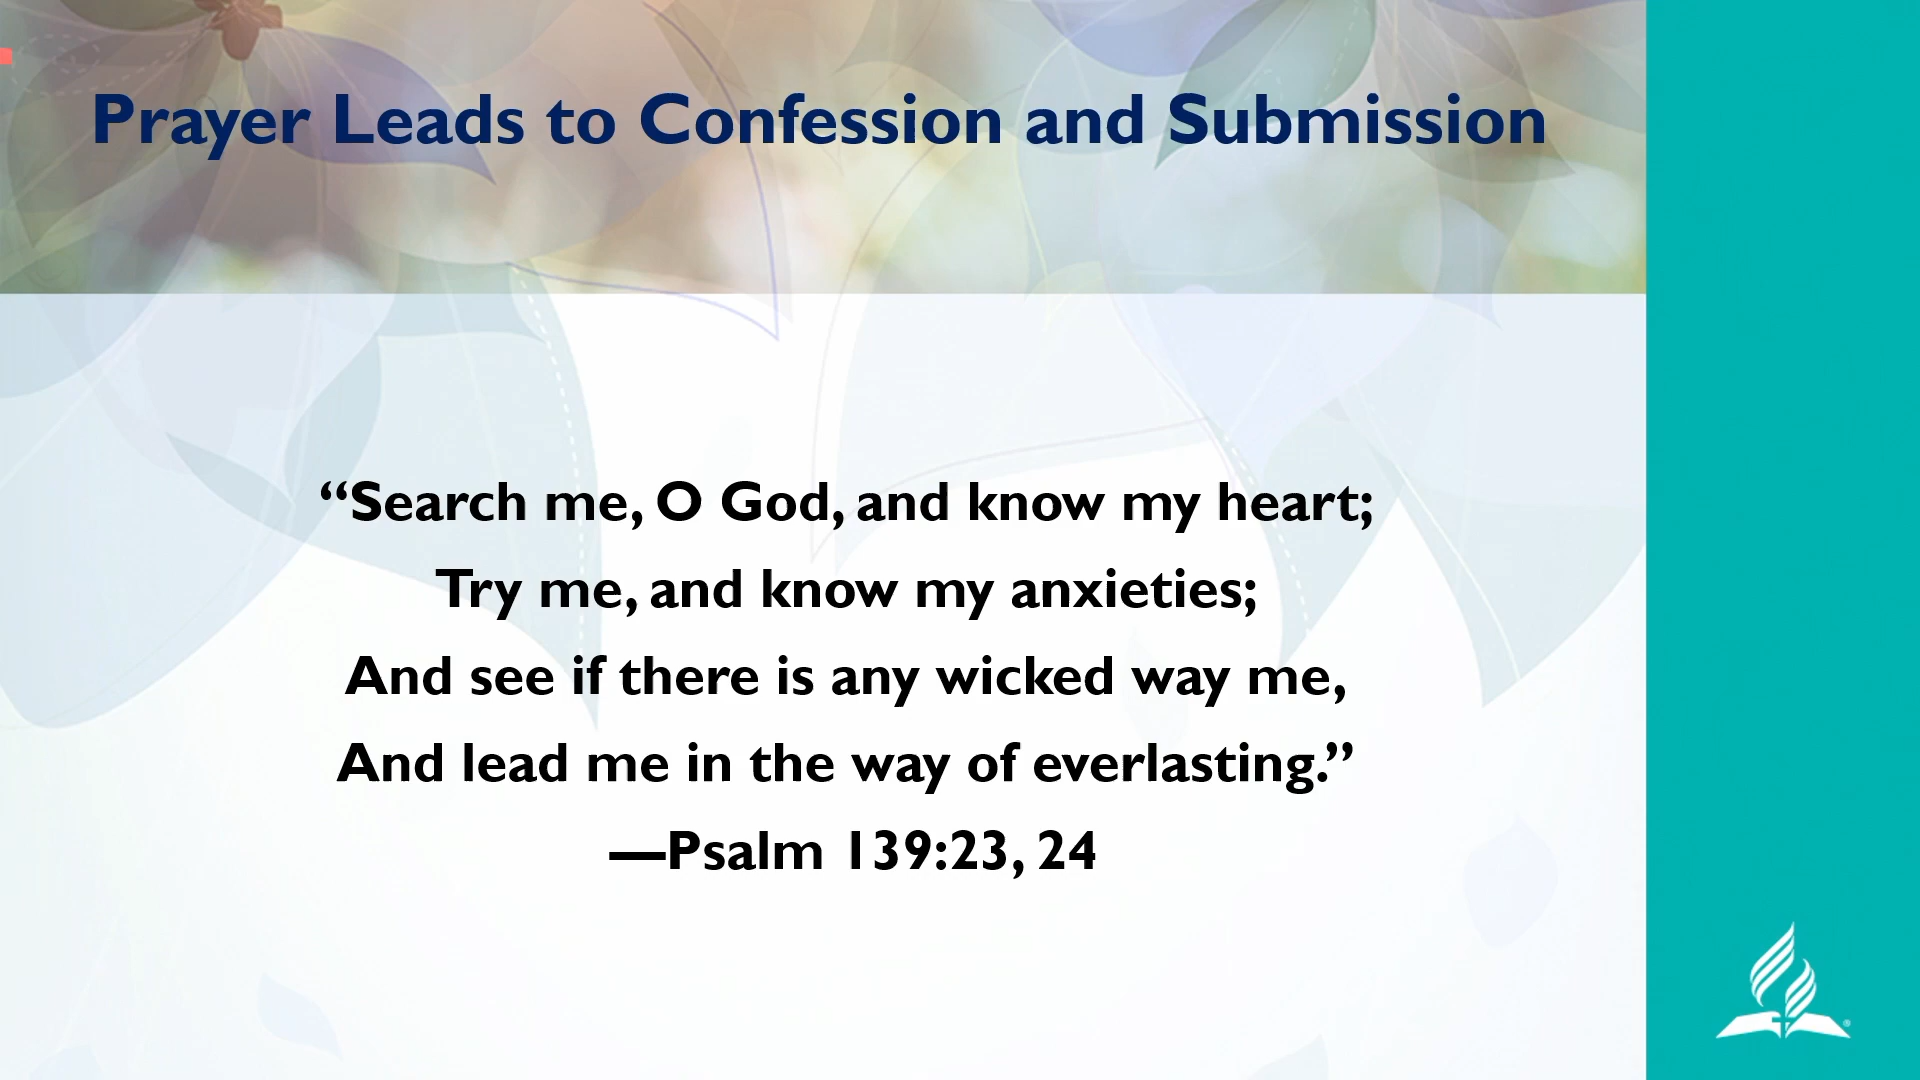 Prayer Leads to Confession and Submission
“Search me, O God, and know my heart;
Try me, and know my anxieties;
And see if there is any wicked way me,
And lead me in the way of everlasting.”
—Psalm 139:23, 24
®